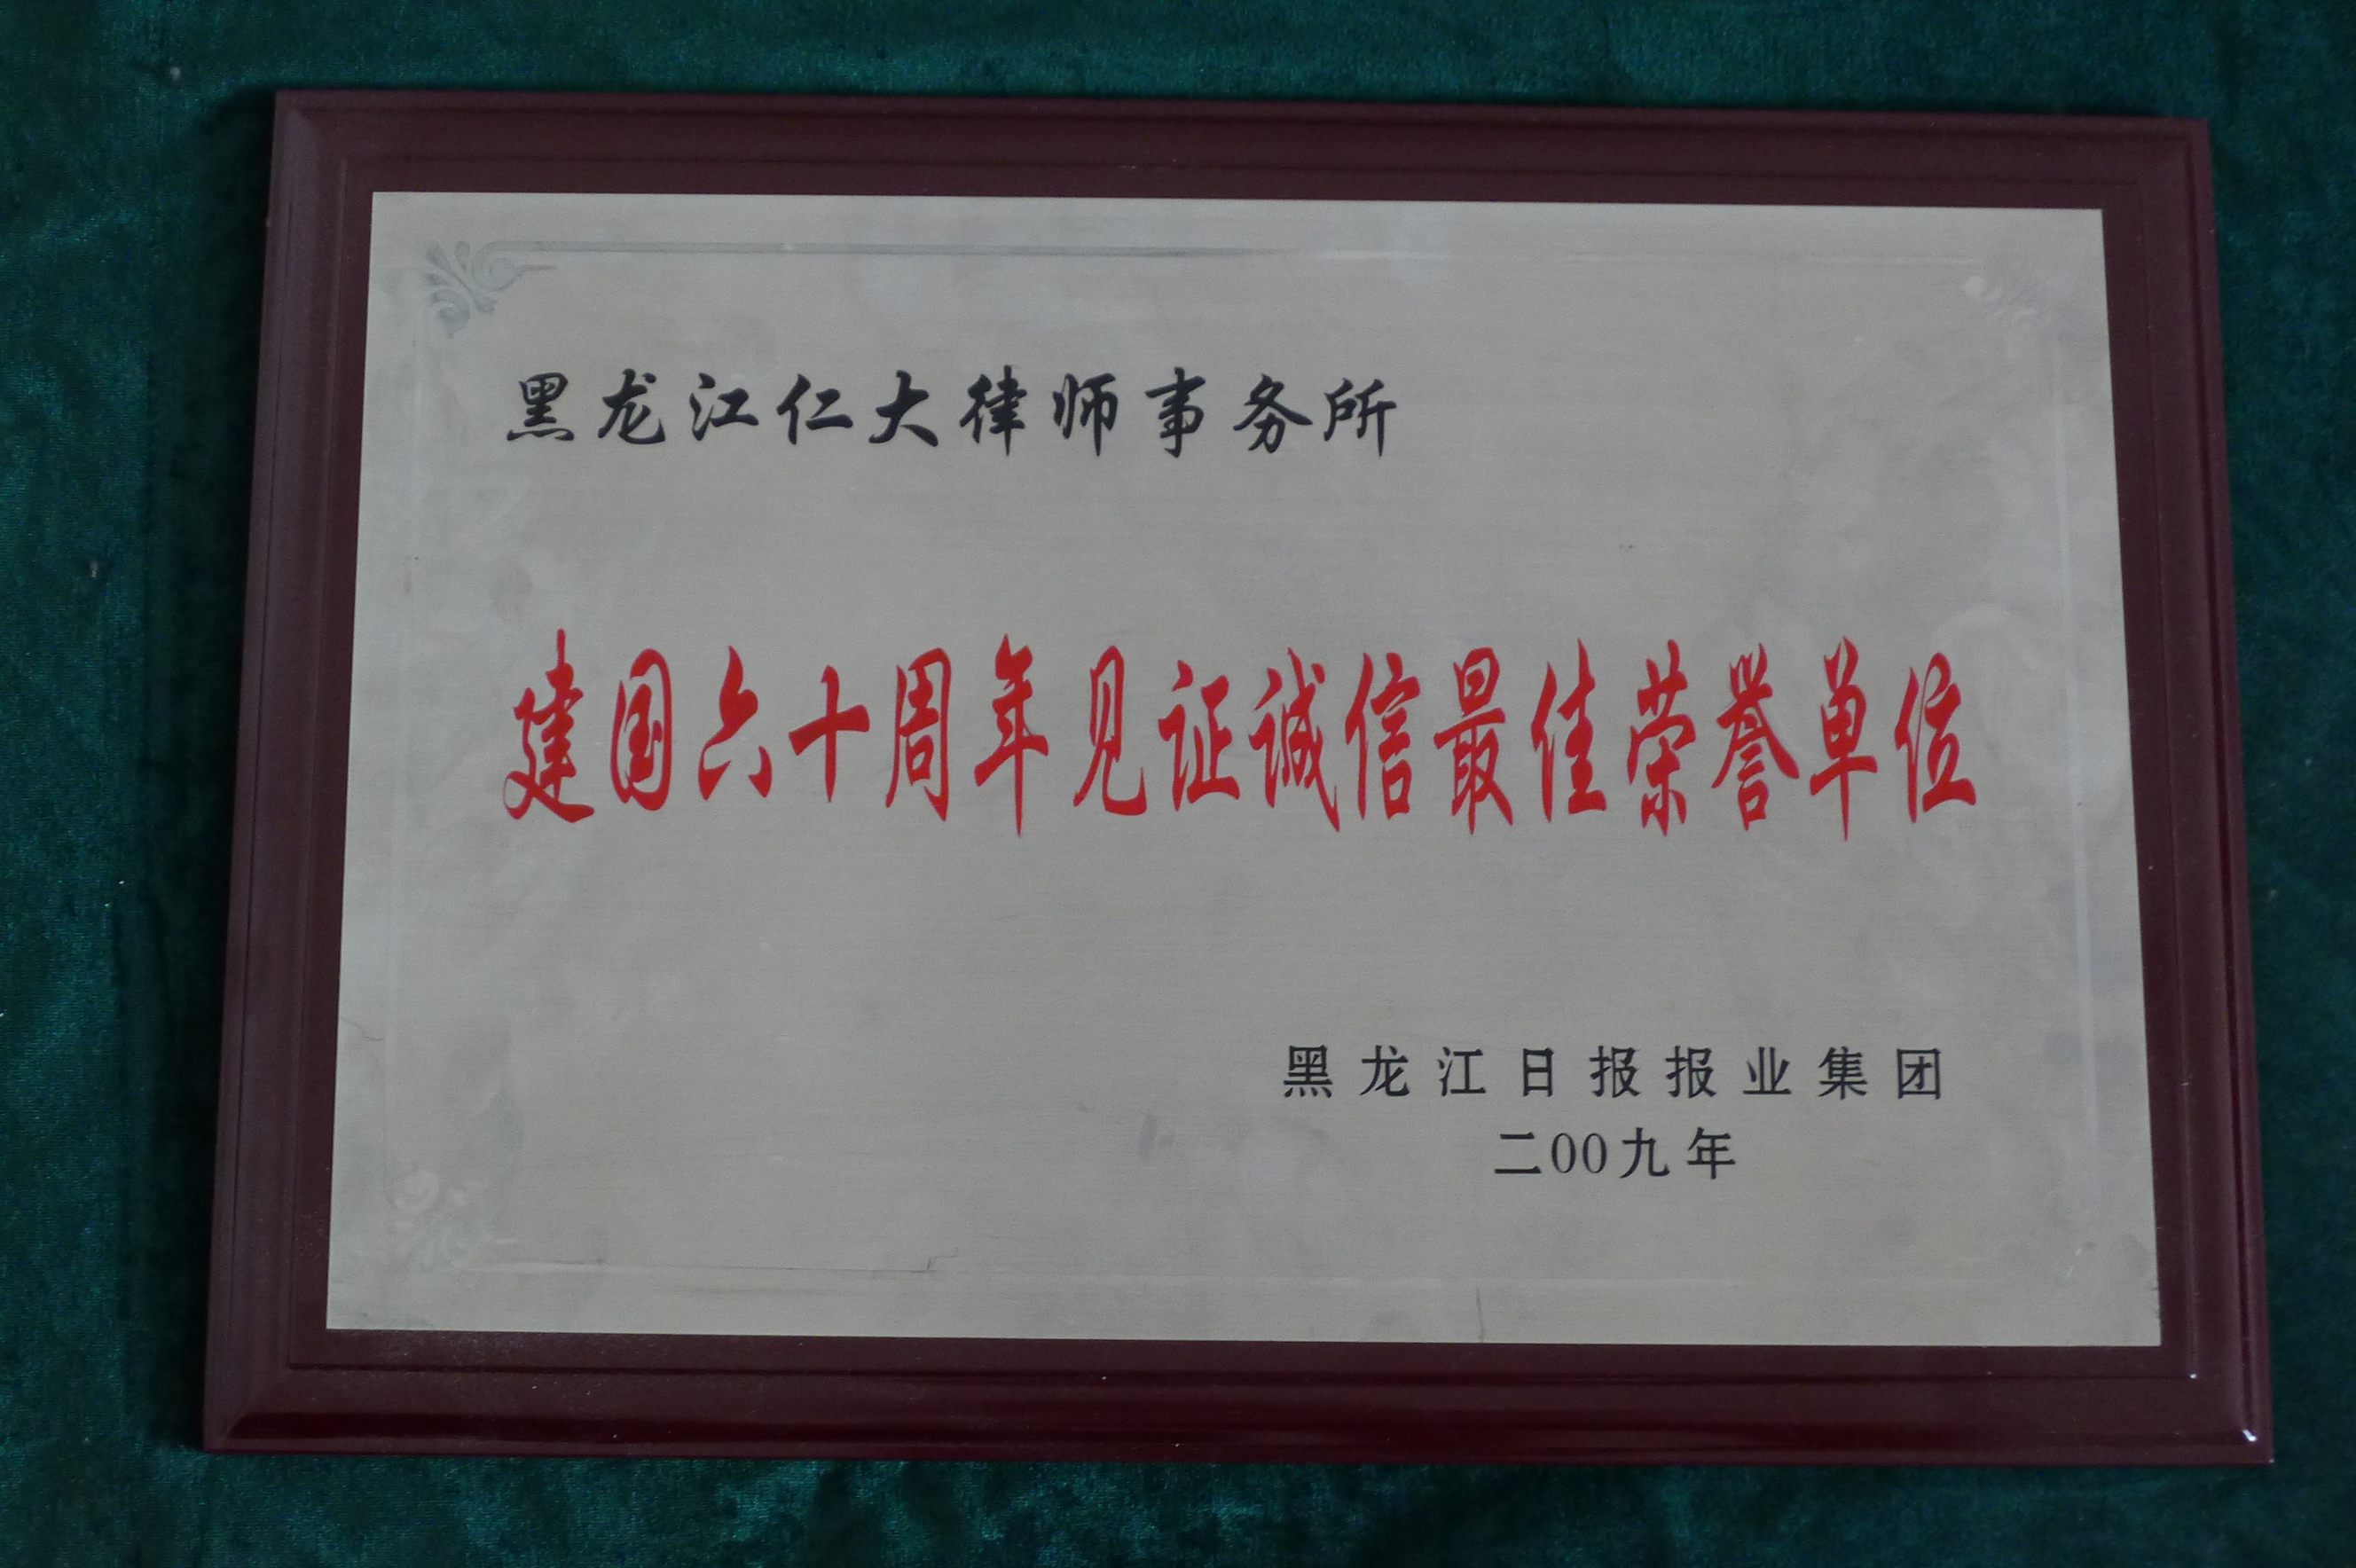 黑龙江仁大律师事务所
建国六十周年见证诚信最佳荣誉单位
黑龙江日报报业集团
二00九年